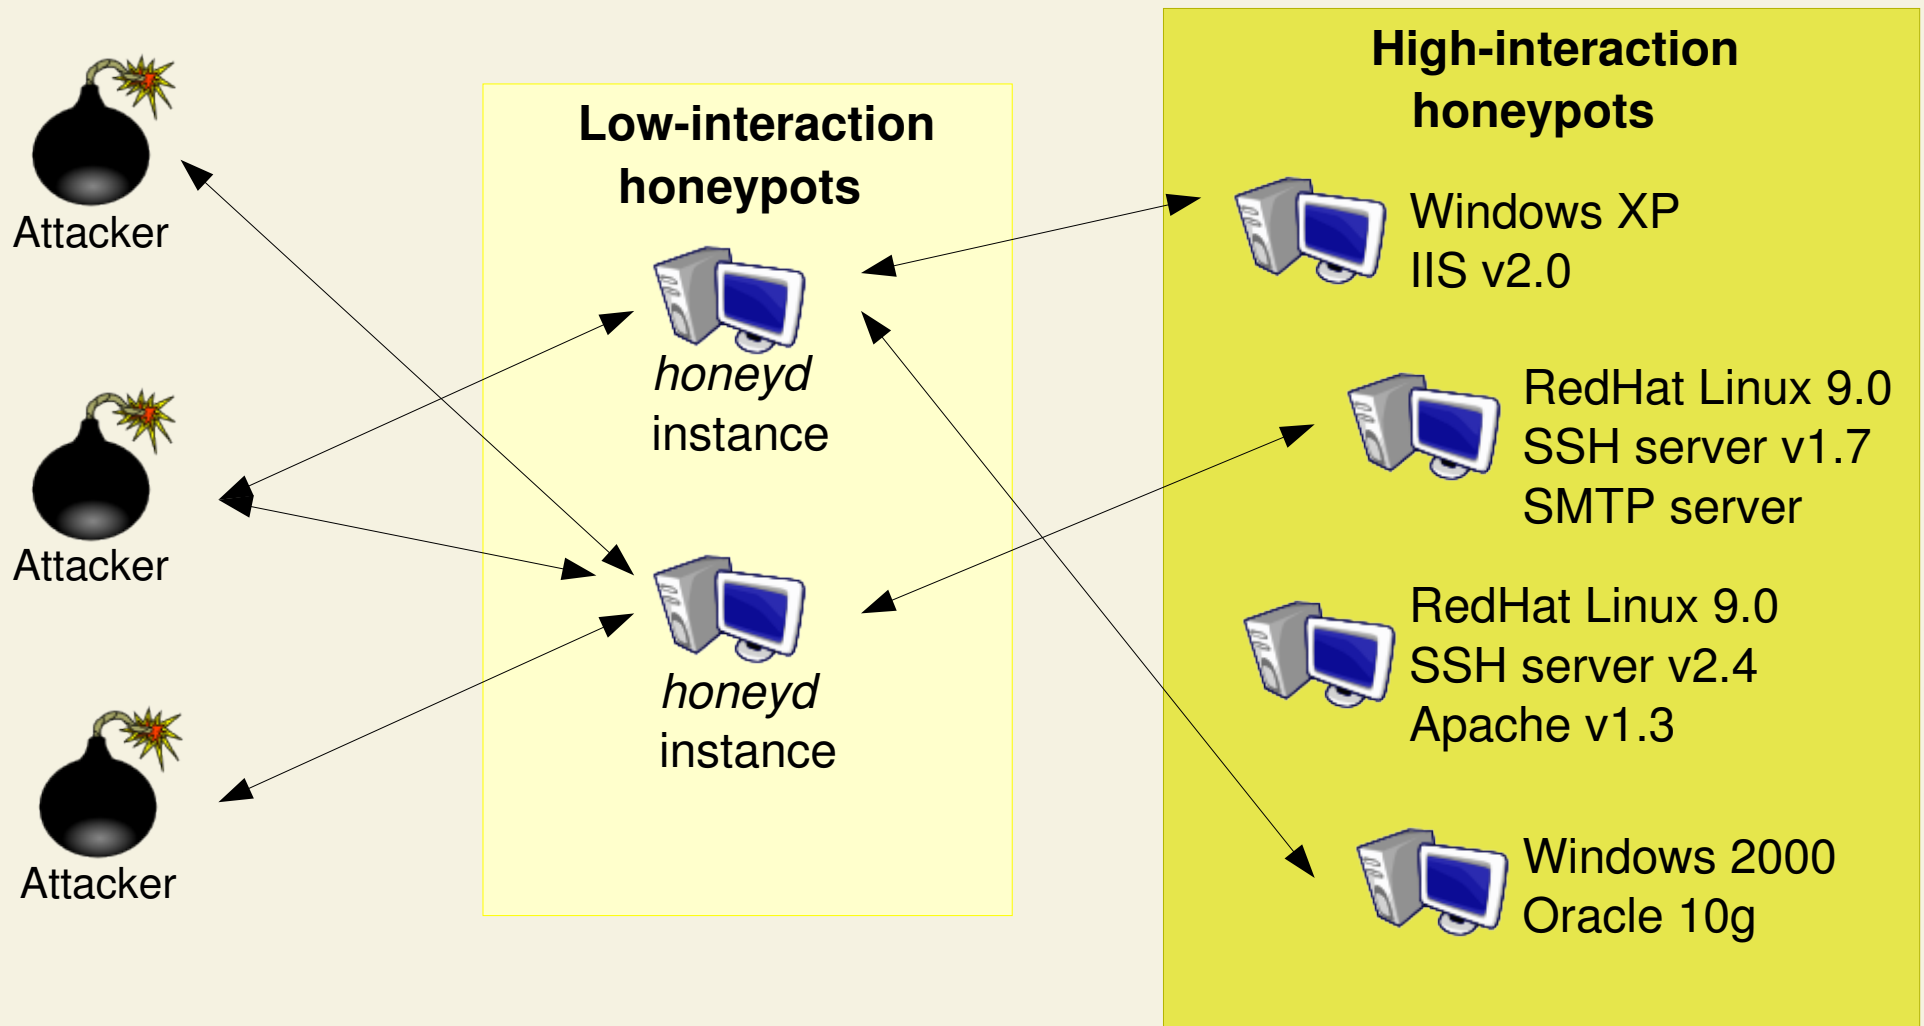 Attacker
Attacker
Attacker
Low-interaction
honeypots
honeyd
instance
honeyd
instance
High-interaction
honeypots
Windows XP
IIS v2.0
RedHat Linux 9.0
SSH server v1.7
SMTP server
RedHat Linux 9.0
SSH server v2.4
Apache v1.3
Windows 2000
Oracle 10g